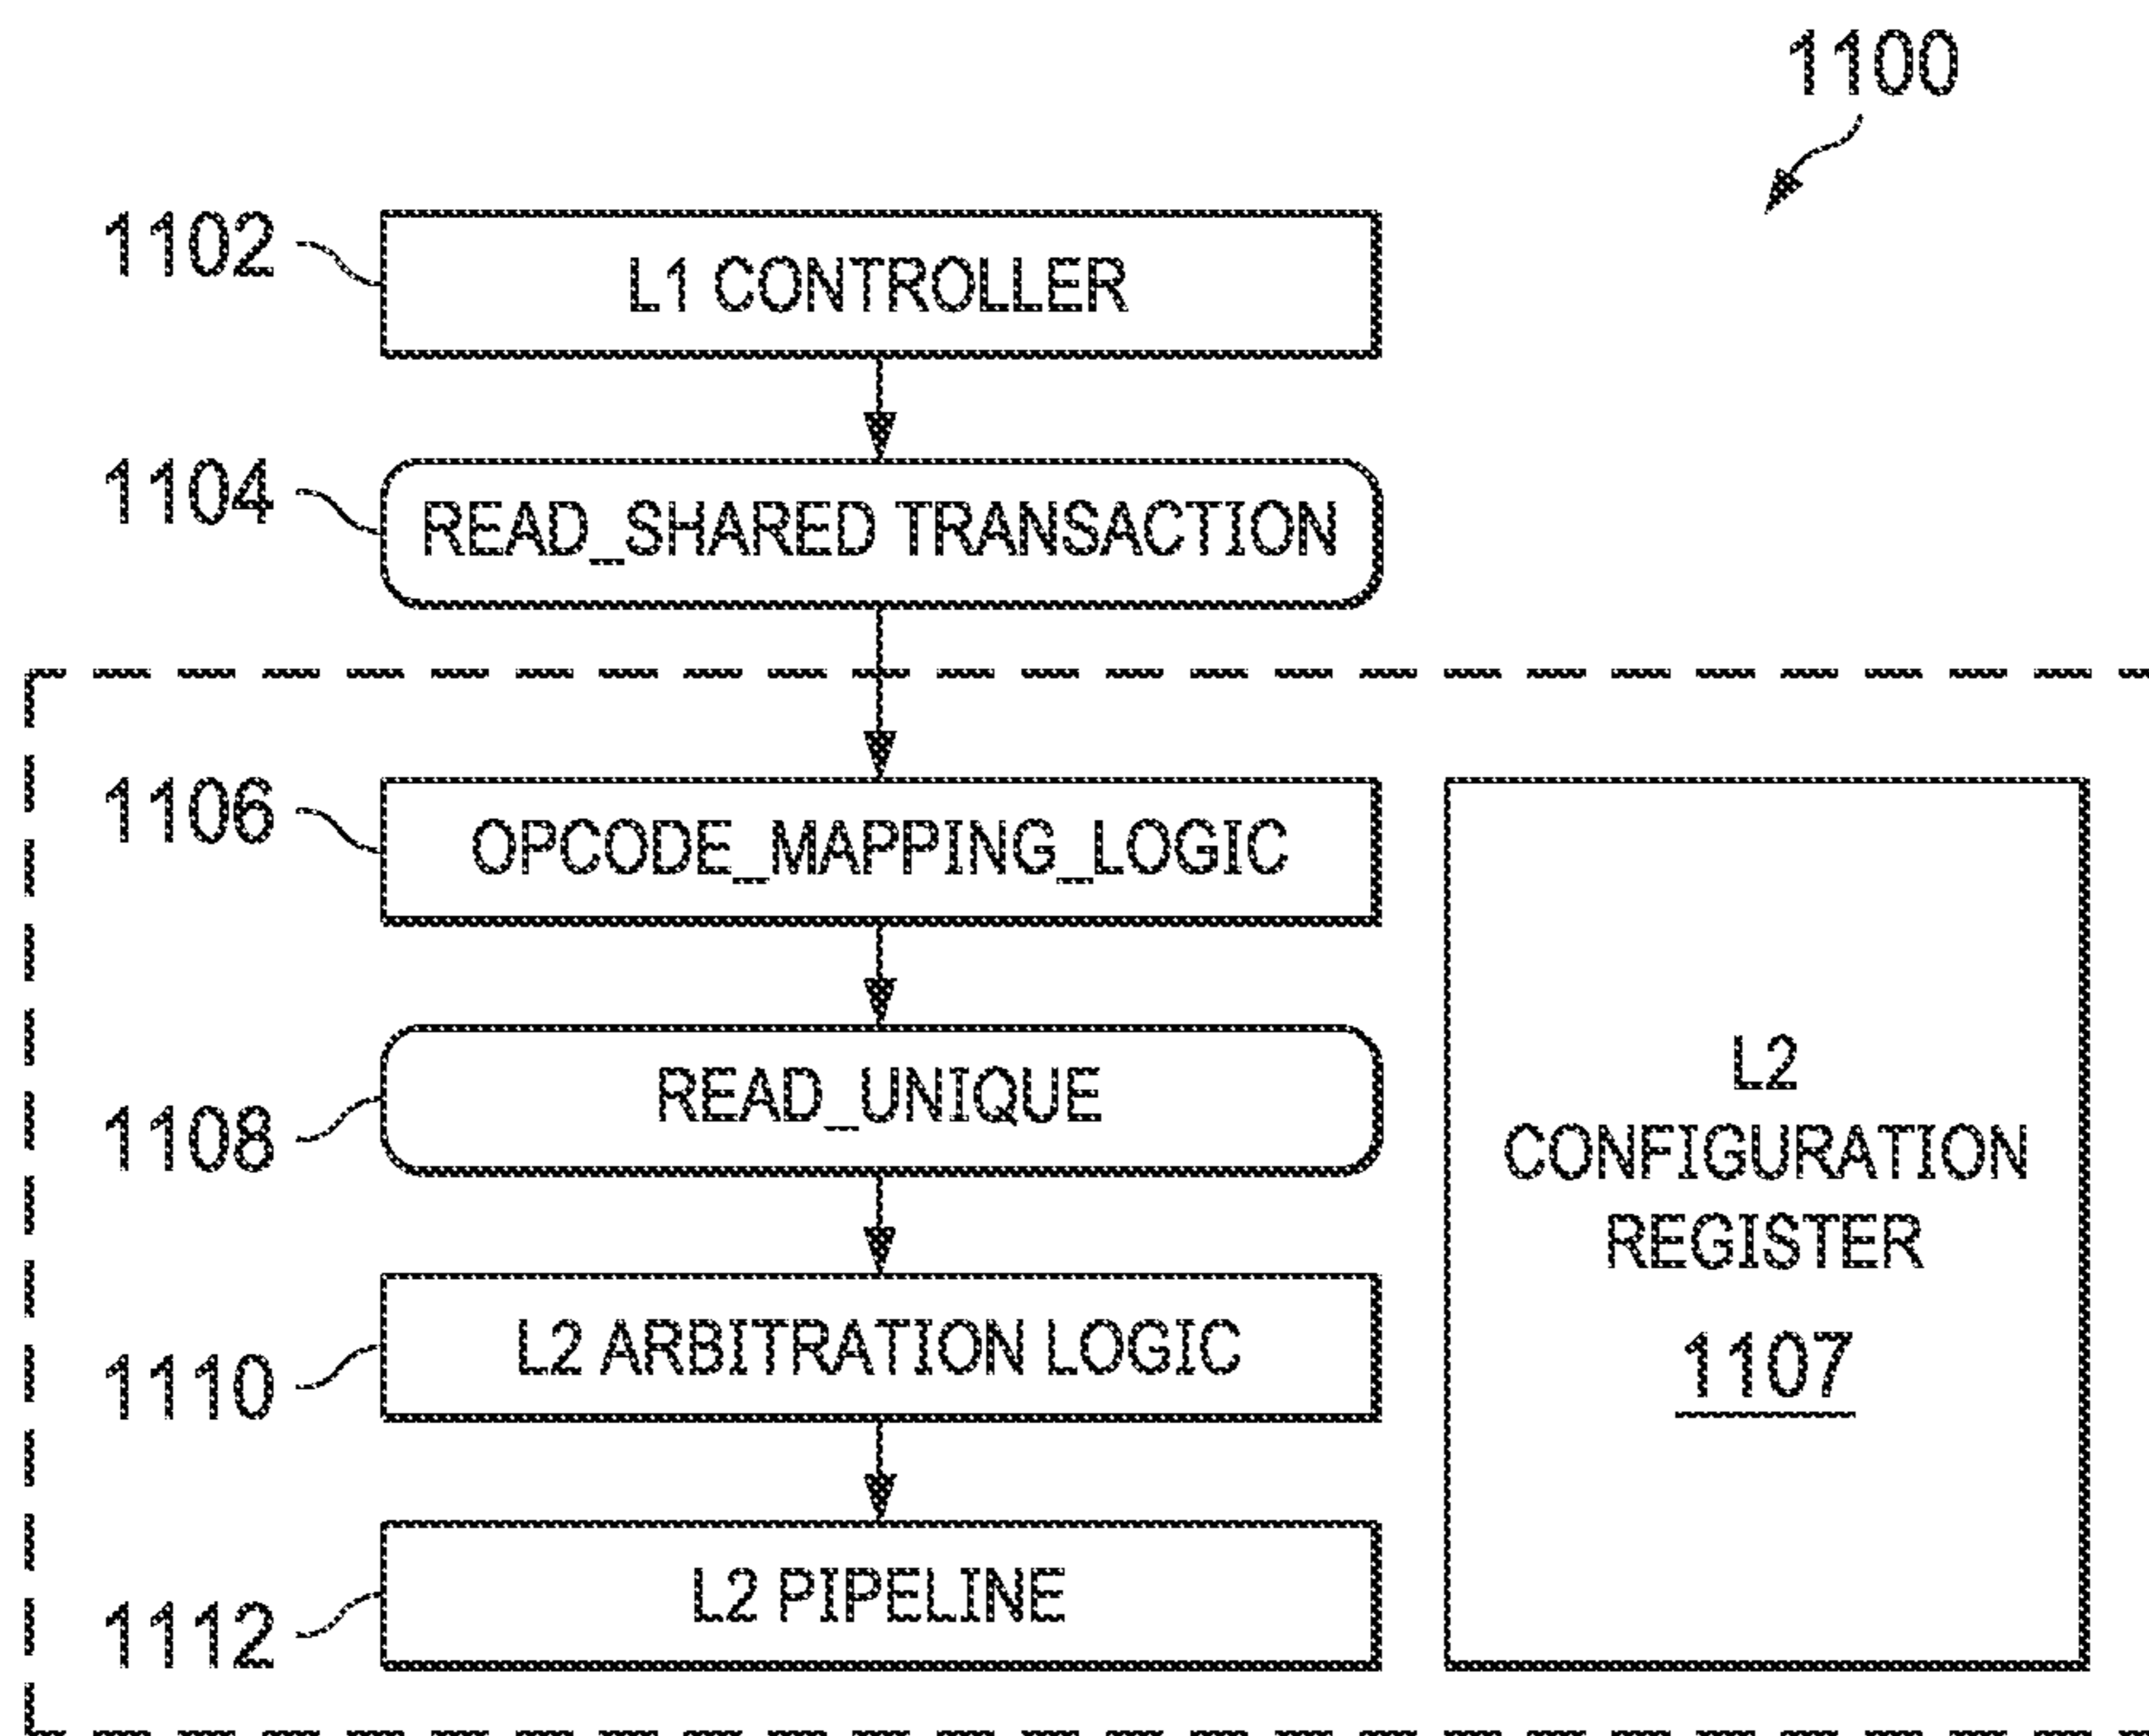 1100
1102
L1 CONTROLLER
1104
READ_SHARED TRANSACTION
1106
OPCODE_MAPPING_LOGIC
1108
READ_UNIQUE
1110
L2 ARBITRATION LOGIC
1112
L2 PIPELINE
L2
CONFIGURATION
REGISTER
1107